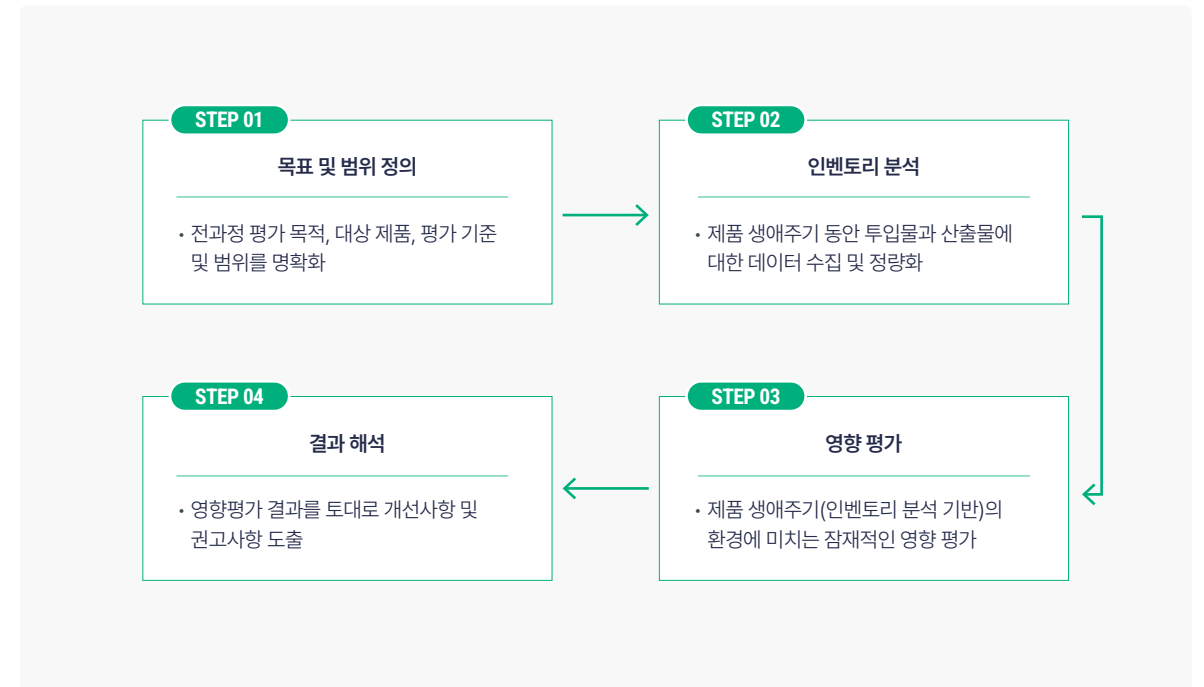 STEP 01
목표 및 범위 정의
• 전과정 평가 목적, 대상 제품, 평가 기준
및 범위를 명확화
STEP 02
인벤토리 분석
• 제품 생애주기 동안 투입물과 산출물에
대한 데이터 수집 및 정량화
STEP 03
영향 평가
• 제품 생애주기(인벤토리 분석 기반)의
환경에 미치는 잠재적인 영향 평가
STEP 04
결과 해석
• 영향평가 결과를 토대로 개선사항 및
권고사항 도출